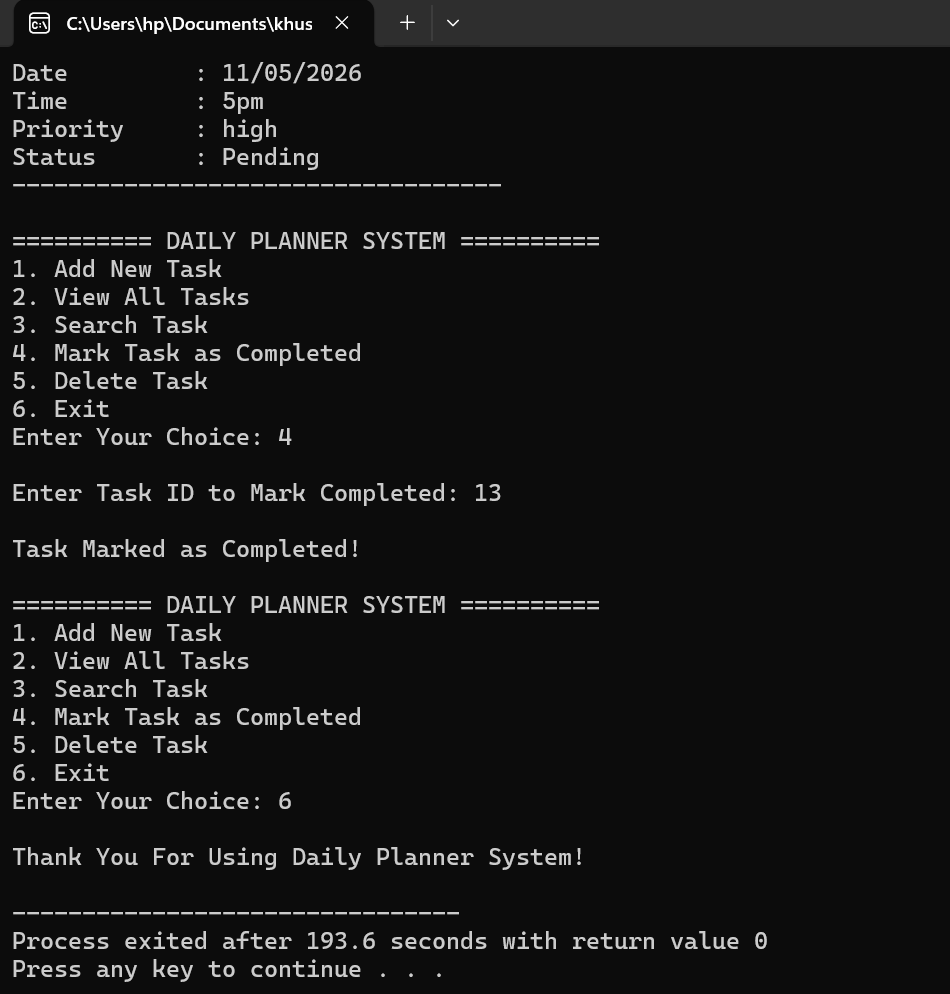 C:\Users\hp\Documents\khus
Date         : 11/05/2026
Time         : 5pm
Priority     : high
Status       : Pending
-----------------------------------
========== DAILY PLANNER SYSTEM ==========
1. Add New Task
2. View All Tasks
3. Search Task
4. Mark Task as Completed
5. Delete Task
6. Exit
Enter Your Choice: 4
Enter Task ID to Mark Completed: 13
Task Marked as Completed!
========== DAILY PLANNER SYSTEM ==========
1. Add New Task
2. View All Tasks
3. Search Task
4. Mark Task as Completed
5. Delete Task
6. Exit
Enter Your Choice: 6
Thank You For Using Daily Planner System!
--------------------------------
Process exited after 193.6 seconds with return value 0
Press any key to continue . . .